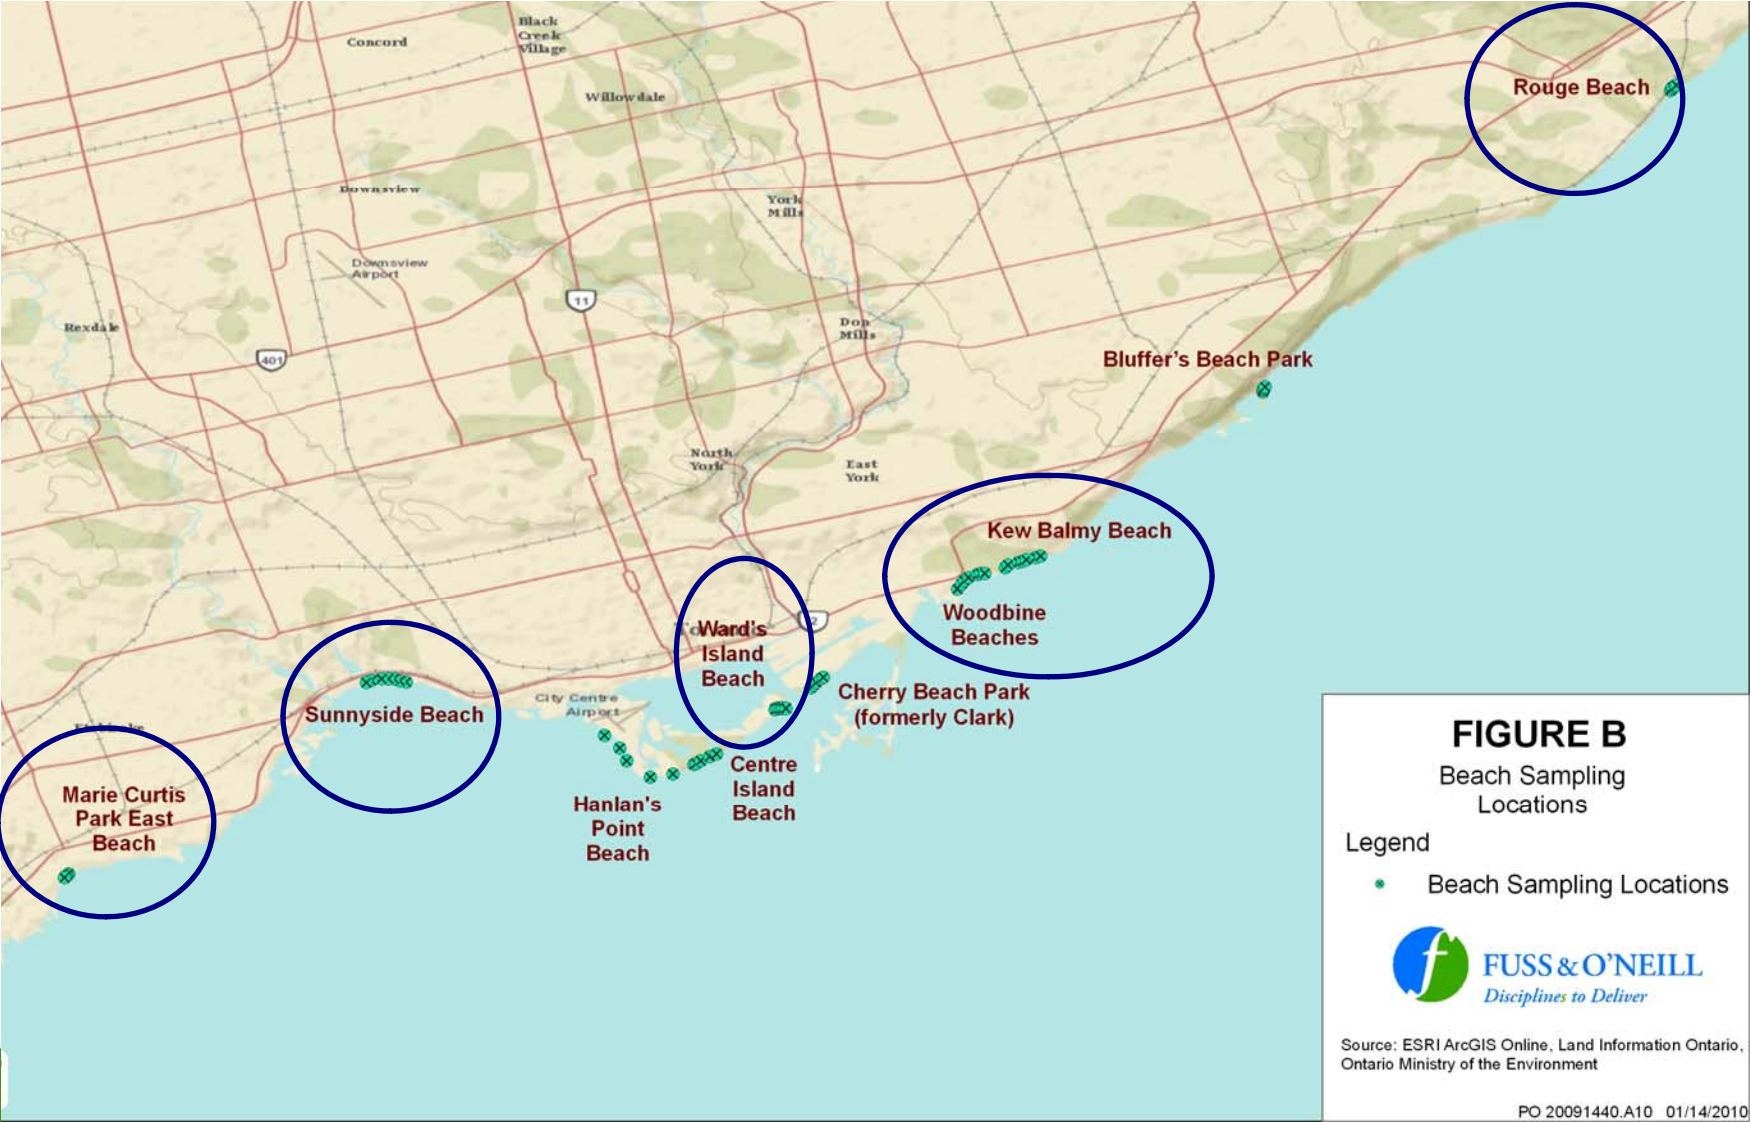 Black
Creek
Village
Concord
Willowdale
Rouge Beach
Downsview
York
Mills
Downsview
Airport
11
Rexdale
Don
Mills
401
Bluffer's Beach Park
North
York
East
York
Kew Balmy Beach
Woodbine
Beaches
2
Ward's
Island
Beach
Cherry Beach Park
(formerly Clark)
City Centre
Airport
Sunnyside Beach
Centre
Island
Beach
Hanlan's
Point
Beach
Marie Curtis
Park East
Beach
FIGURE B
Beach Sampling
Locations
Legend
Beach Sampling Locations
f
FUSS & O'NEILL
Disciplines to Deliver
Source: ESRI ArcGIS Online, Land Information Ontario,
Ontario Ministry of the Environment
PO 20091440.A10 01/14/2010